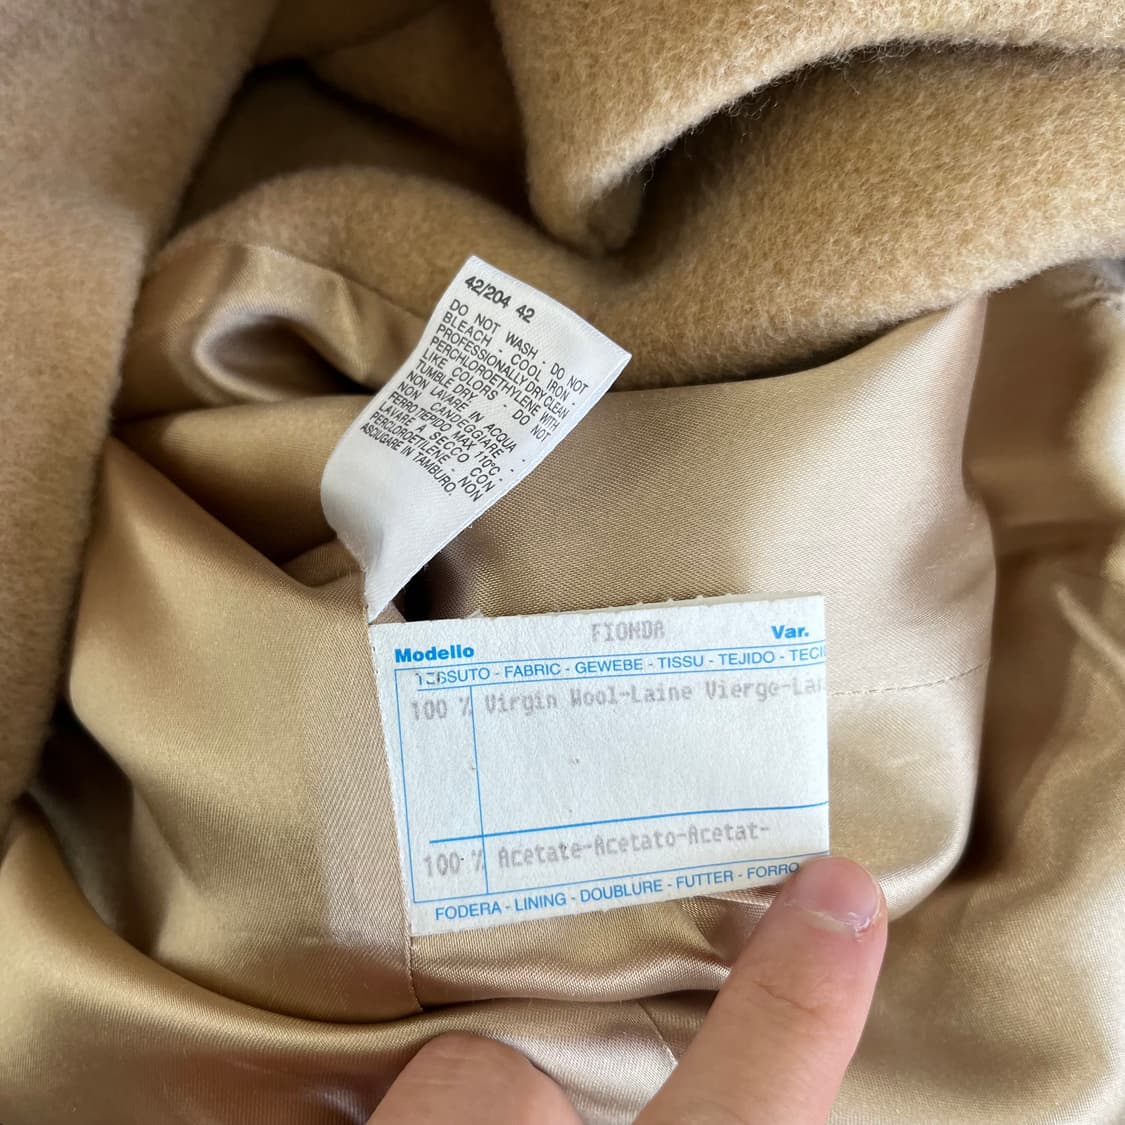 42/204 42
DO NOT WASH - DO NOT
BLEACH - COOL IRON -
PROFESSIONALLY DRY CLEAN
PERCHLOROETHYLENE WITH
LIKE COLORS - DO NOT
TUMBLE DRY.
NON LAVARE IN ACQUA -
NON CANDEGGIARE -
FERRO TIEPIDO MAX 110°C -
LAVARE A SECCO CON
PERCLOROETILENE - NON
ASCIUGARE IN TAMBURO.
FIONDA
Modello Var.
TESSUTO - FABRIC - GEWEBE - TISSU - TEJIDO - TECI
100 % Virgin Wool-Laine Vierge-La
100 % Acetate-Acetato-Acetat-
FODERA - LINING - DOUBLURE - FUTTER - FORRO